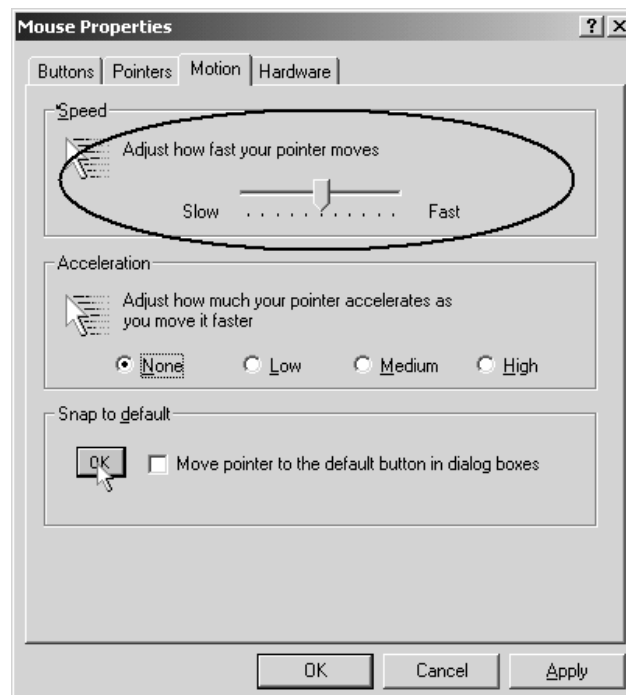 Mouse Properties
Buttons Pointers Motion Hardware
Speed
Adjust how fast your pointer moves
Slow Fast
Acceleration
Adjust how much your pointer accelerates as
you move it faster
None Low Medium High
Snap to default
OK Move pointer to the default button in dialog boxes
OK Cancel Apply